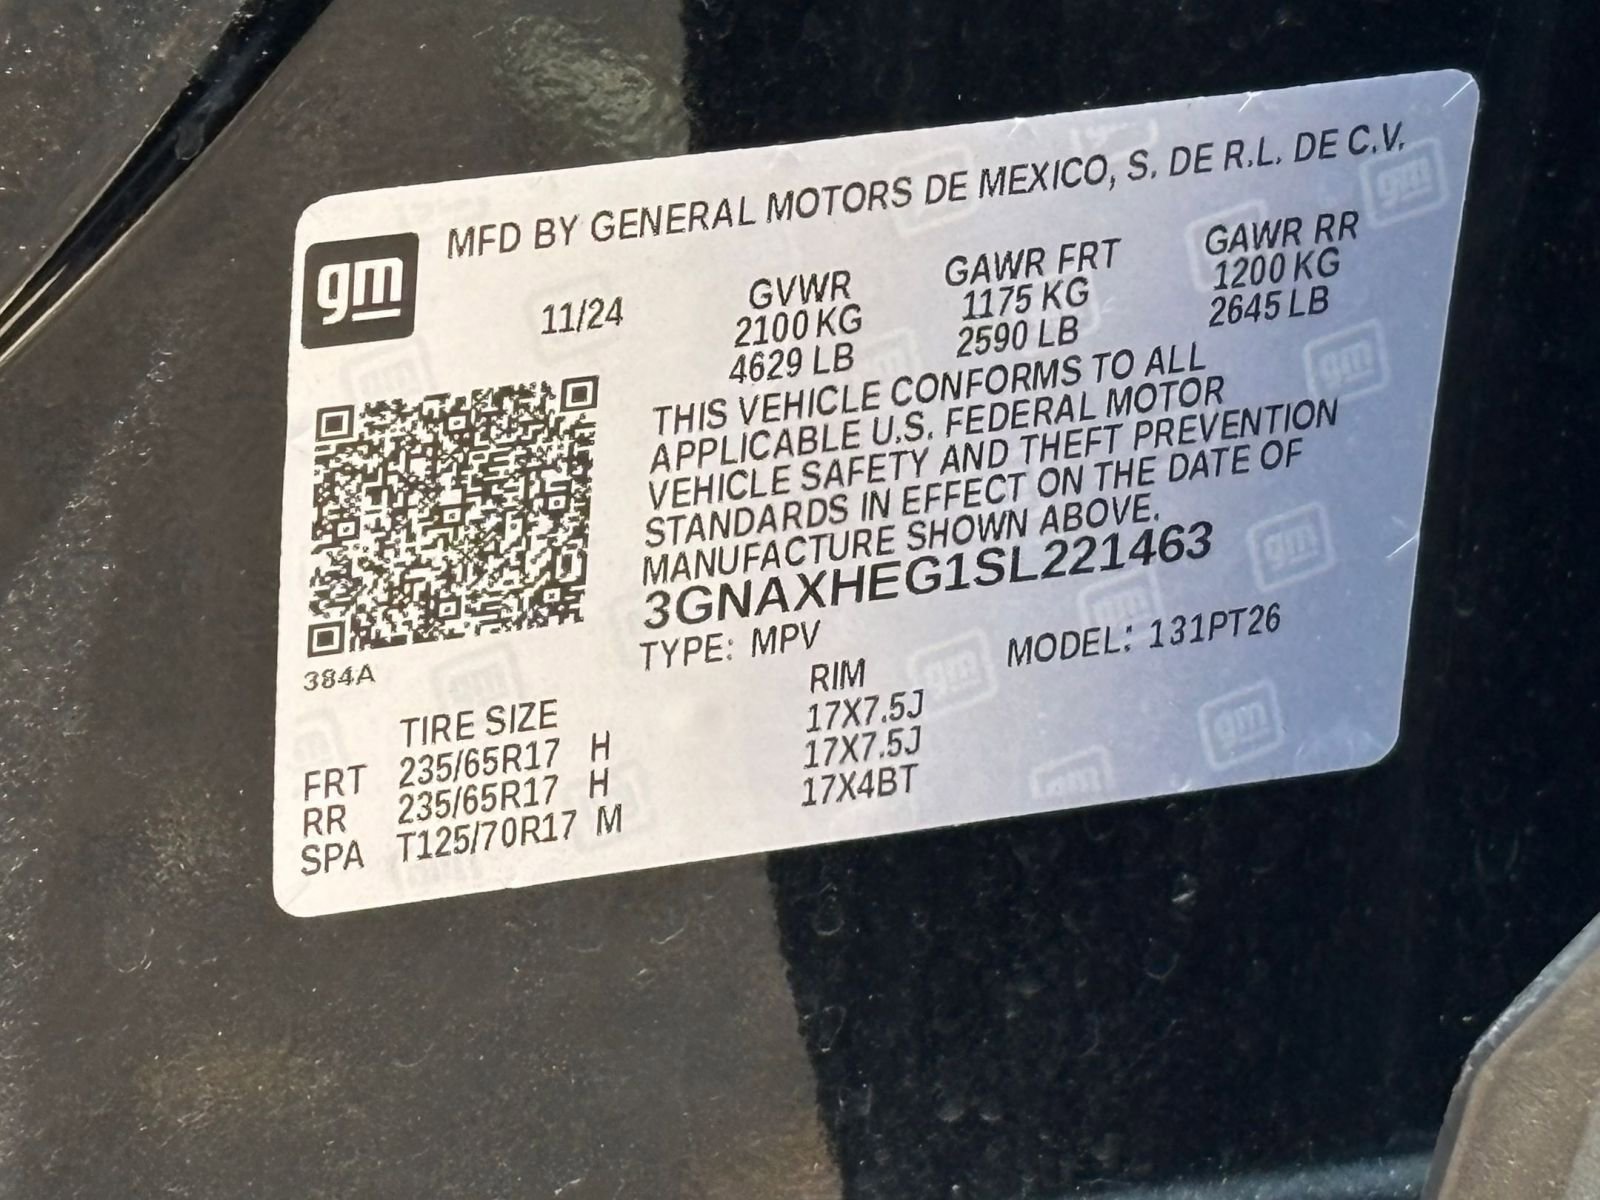 gm
MFD BY GENERAL MOTORS DE MEXICO, S. DE R.L. DE C.V.
11/24
GVWR
2100 KG
4629 LB
GAWR FRT
1175 KG
2590 LB
GAWR RR
1200 KG
2645 LB
THIS VEHICLE CONFORMS TO ALL
APPLICABLE U.S. FEDERAL MOTOR
VEHICLE SAFETY AND THEFT PREVENTION
STANDARDS IN EFFECT ON THE DATE OF
MANUFACTURE SHOWN ABOVE.
3GNAXHEG1SL221463
TYPE: MPV MODEL: 131PT26
384A
TIRE SIZE RIM
FRT 235/65R17 H 17X7.5J
RR 235/65R17 H 17X7.5J
SPA T125/70R17 M 17X4BT